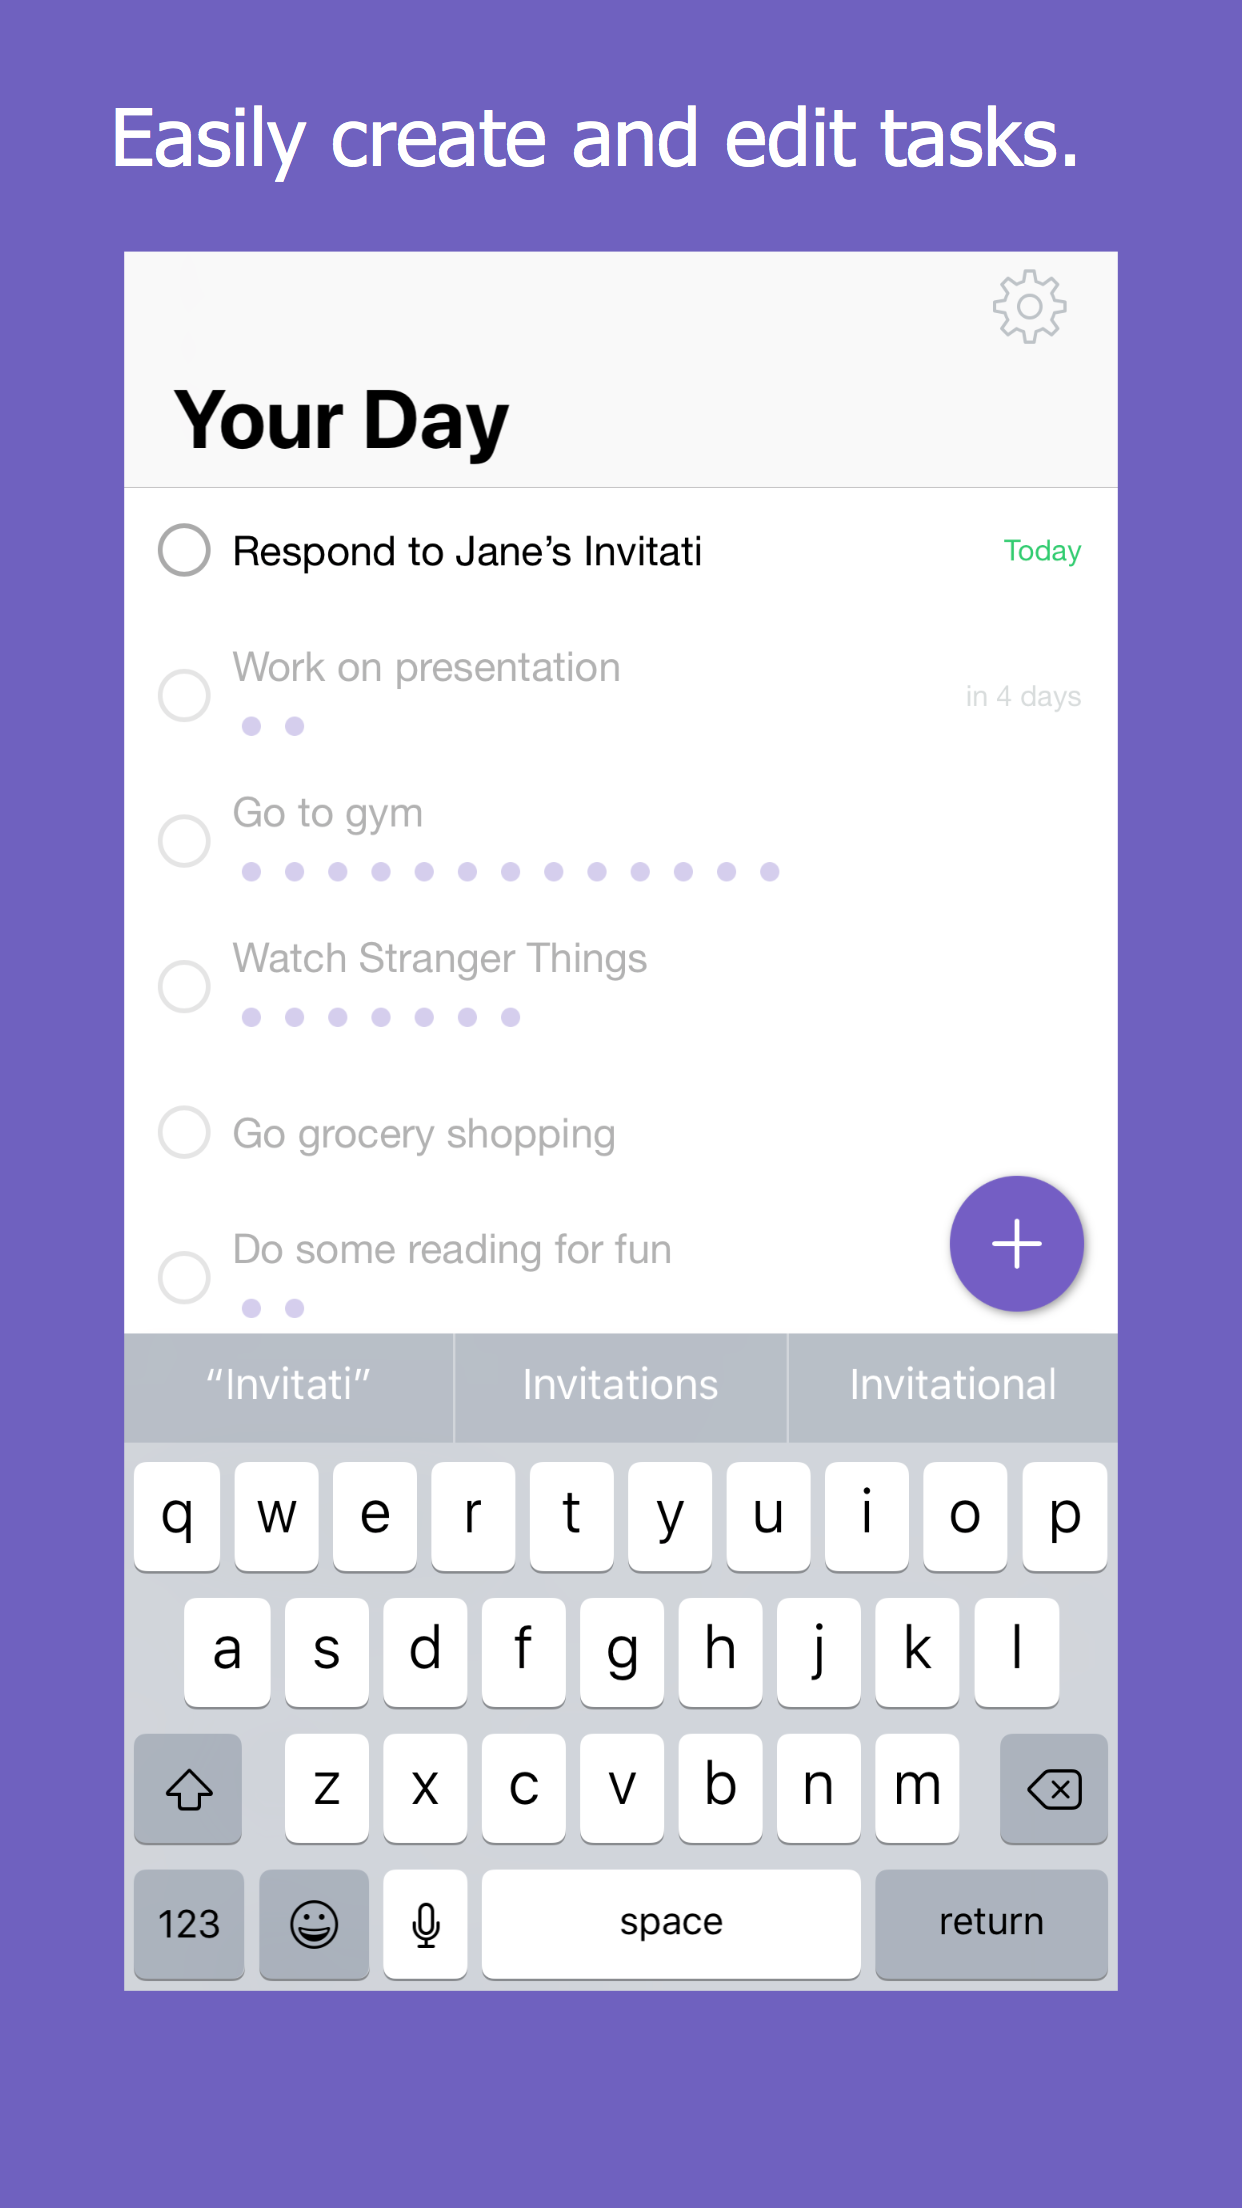 Easily create and edit tasks.
Your Day
Respond to Jane’s Invitati Today
Work on presentation
in 4 days
Go to gym
Watch Stranger Things
Go grocery shopping
Do some reading for fun
“Invitati” Invitations Invitational
q w e r t y u i o p
a s d f g h j k l
z x c v b n m
123 space return